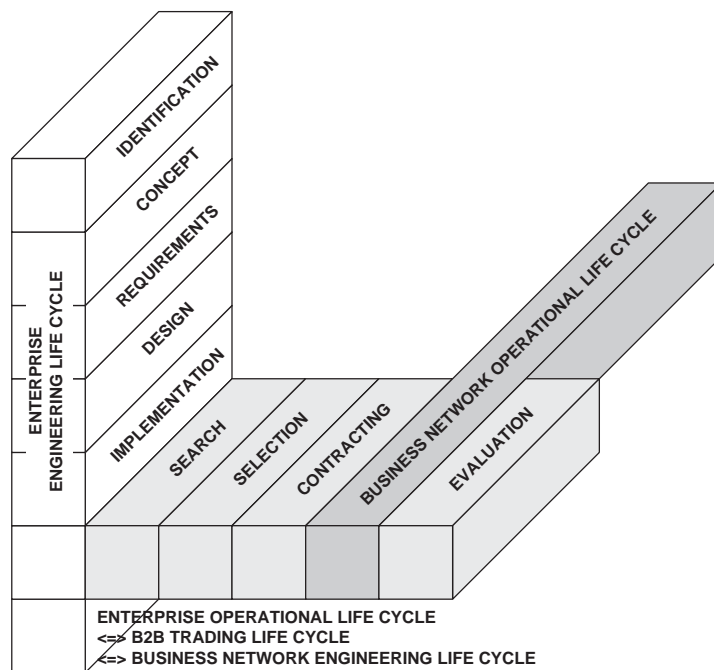 IDENTIFICATION
CONCEPT
REQUIREMENTS
DESIGN
IMPLEMENTATION
ENTERPRISE
ENGINEERING LIFE CYCLE
SEARCH
SELECTION
CONTRACTING
BUSINESS NETWORK OPERATIONAL LIFE CYCLE
EVALUATION
ENTERPRISE OPERATIONAL LIFE CYCLE
<=> B2B TRADING LIFE CYCLE
<=> BUSINESS NETWORK ENGINEERING LIFE CYCLE